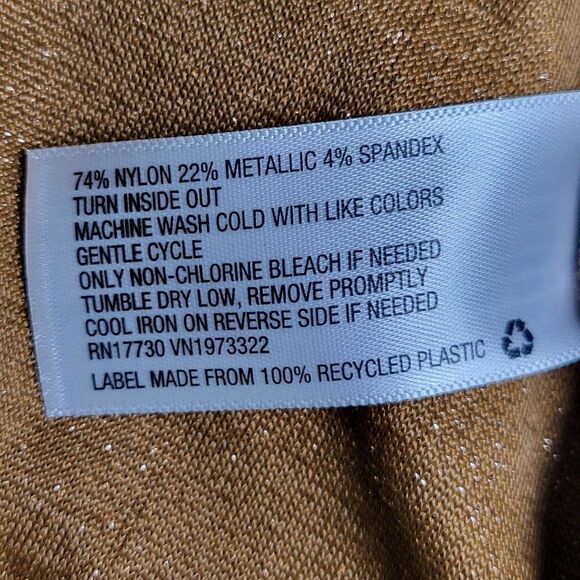 74% NYLON 22% METALLIC 4% SPANDEX
TURN INSIDE OUT
MACHINE WASH COLD WITH LIKE COLORS
GENTLE CYCLE
ONLY NON-CHLORINE BLEACH IF NEEDED
TUMBLE DRY LOW, REMOVE PROMPTLY
COOL IRON ON REVERSE SIDE IF NEEDED
RN17730 VN1973322
LABEL MADE FROM 100% RECYCLED PLASTIC